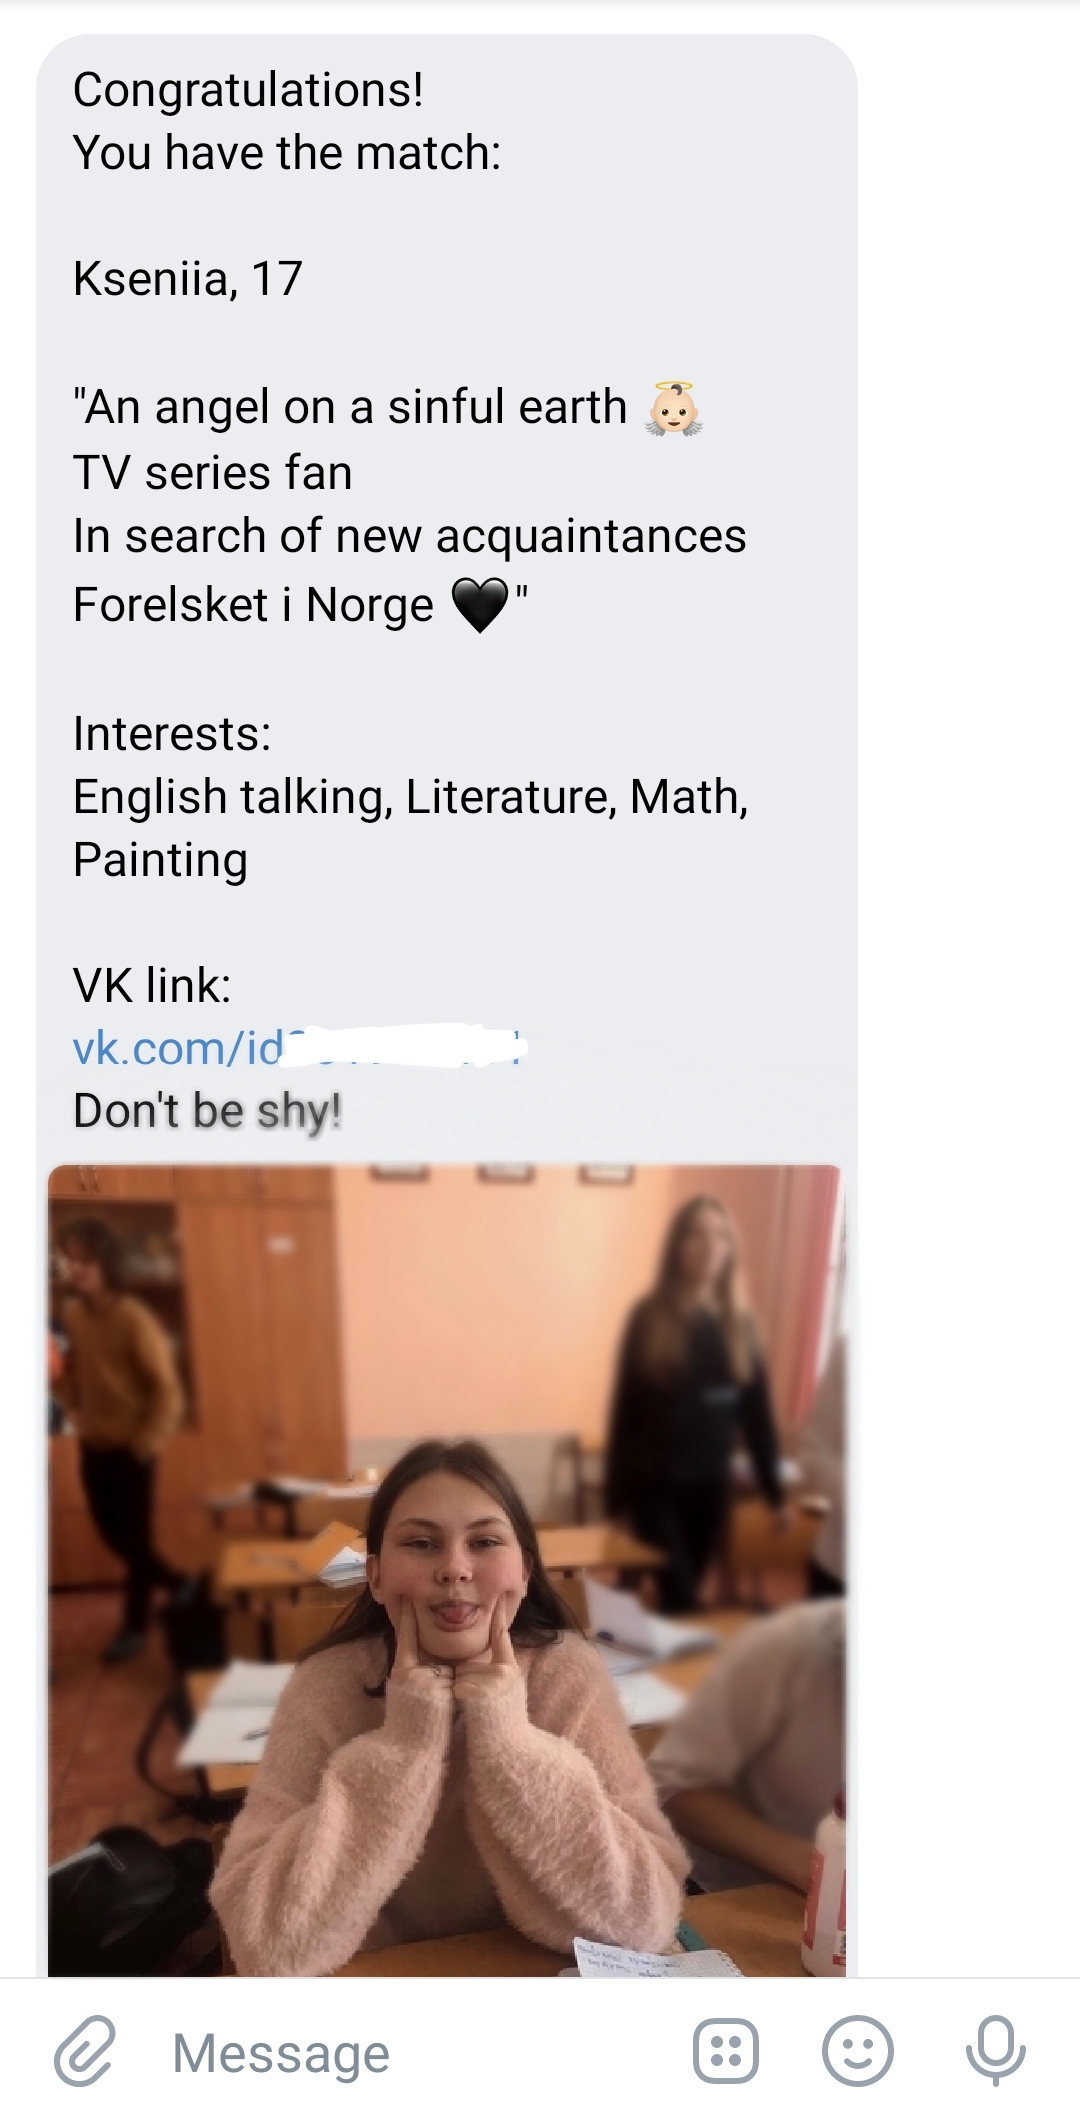 Congratulations!
You have the match:
Kseniia, 17
"An angel on a sinful earth 👼🏻
TV series fan
In search of new acquaintances
Forelsket i Norge 🖤"
Interests:
English talking, Literature, Math,
Painting
VK link:
vk.com/id
Don't be shy!
Message